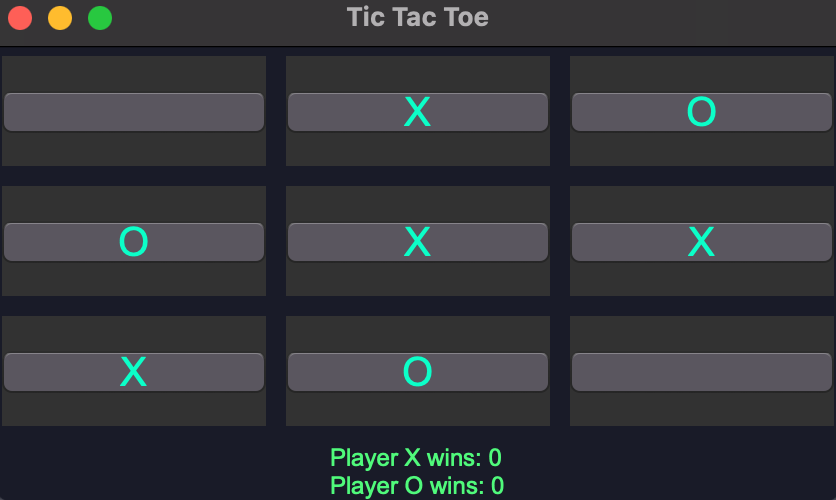 Tic Tac Toe
X O
O X X
X O
Player X wins: 0
Player O wins: 0